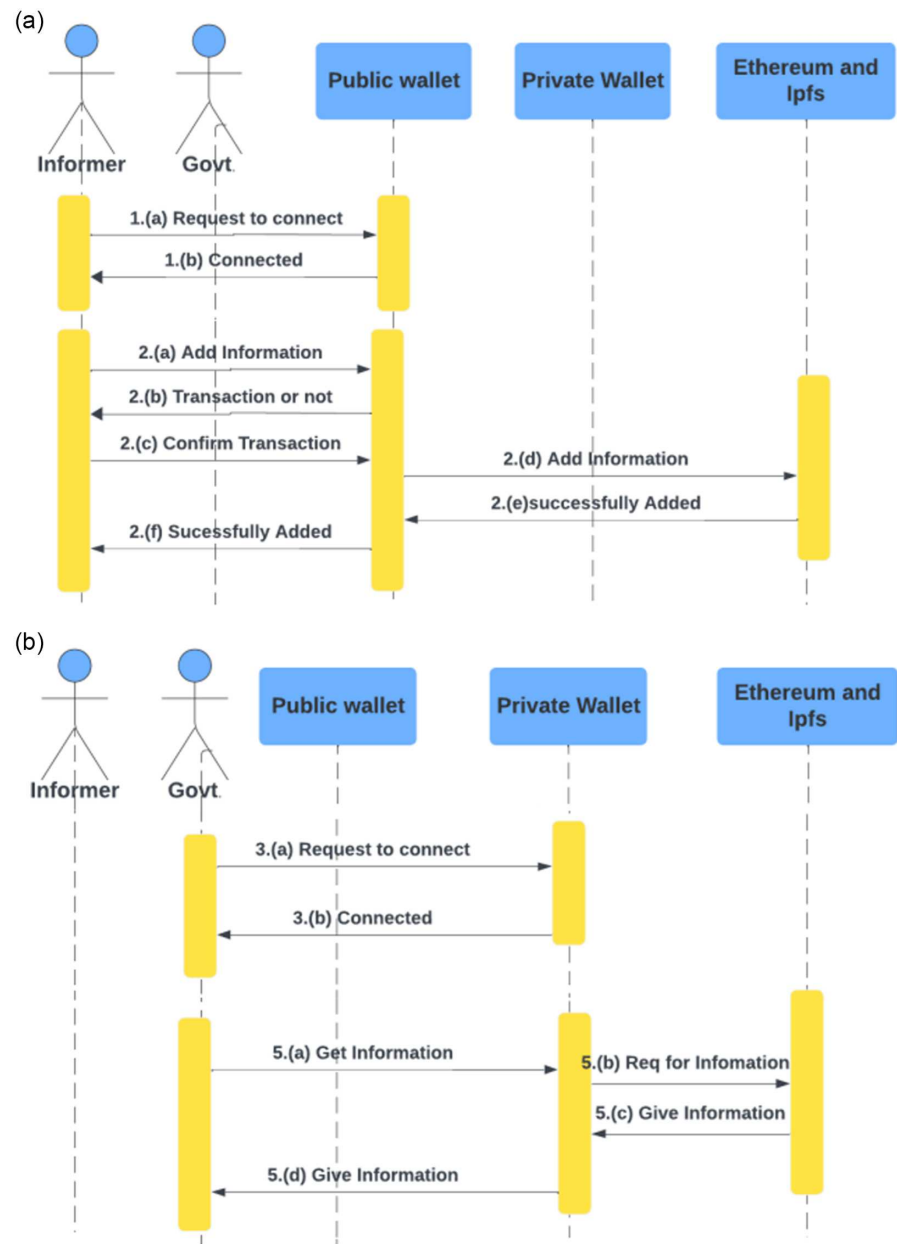 (a)
Public wallet
Private Wallet
Ethereum and
Ipfs
Informer
Govt.
1.(a) Request to connect
1.(b) Connected
2.(a) Add Information
2.(b) Transaction or not
2.(c) Confirm Transaction
2.(d) Add Information
2.(e)successfully Added
2.(f) Sucessfully Added
(b)
Public wallet
Private Wallet
Ethereum and
Ipfs
Informer
Govt.
3.(a) Request to connect
3.(b) Connected
5.(a) Get Information
5.(b) Req for Infomation
5.(c) Give Information
5.(d) Give Information